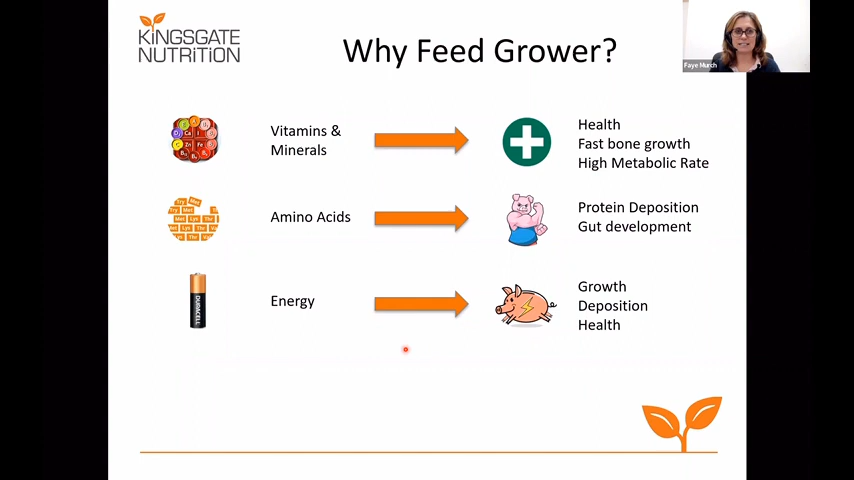 KINGSGATE
NUTRITION
Why Feed Grower?
Faye Murch
Vitamins &
Minerals
Health
Fast bone growth
High Metabolic Rate
Amino Acids
Protein Deposition
Gut development
DURACELL
Energy
Growth
Deposition
Health